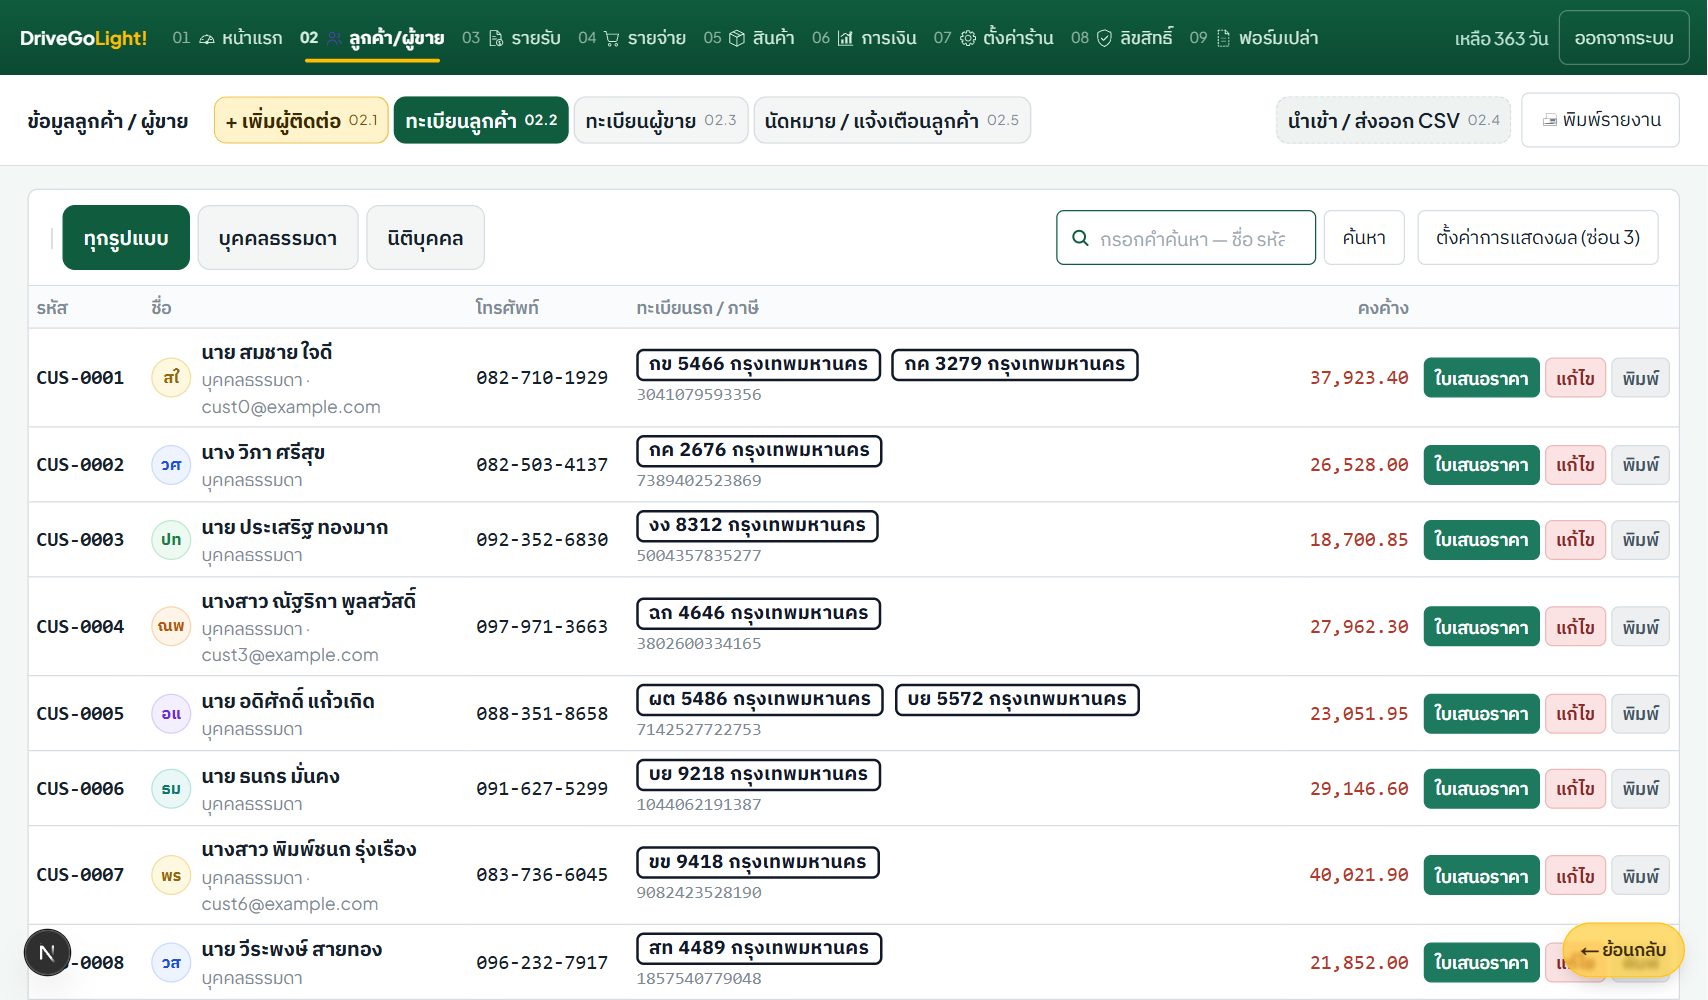 DriveGoLight! 01 หน้าแรก 02 ลูกค้า/ผู้ขาย 03 รายรับ 04 รายจ่าย 05 สินค้า 06 การเงิน 07 ตั้งค่าร้าน 08 ลิขสิทธิ์ 09 ฟอร์มเปล่า เหลือ 363 วัน ออกจากระบบ
ข้อมูลลูกค้า / ผู้ขาย + เพิ่มผู้ติดต่อ 02.1 ทะเบียนลูกค้า 02.2 ทะเบียนผู้ขาย 02.3 นัดหมาย / แจ้งเตือนลูกค้า 02.5 นำเข้า / ส่งออก CSV 02.4 พิมพ์รายงาน
ทุกรูปแบบ บุคคลธรรมดา นิติบุคคล กรอกคำค้นหา — ชื่อ รหัส ค้นหา ตั้งค่าการแสดงผล (ซ่อน 3)
รหัส ชื่อ โทรศัพท์ ทะเบียนรถ / ภาษี คงค้าง
CUS-0001 สใ นาย สมชาย ใจดี 082-710-1929 กข 5466 กรุงเทพมหานคร กค 3279 กรุงเทพมหานคร 37,923.40 ใบเสนอราคา แก้ไข พิมพ์
บุคคลธรรมดา · 3041079593356
cust0@example.com
CUS-0002 วศ นาง วิภา ศรีสุข 082-503-4137 กค 2676 กรุงเทพมหานคร 26,528.00 ใบเสนอราคา แก้ไข พิมพ์
บุคคลธรรมดา 7389402523869
CUS-0003 ปท นาย ประเสริฐ ทองมาก 092-352-6830 งง 8312 กรุงเทพมหานคร 18,700.85 ใบเสนอราคา แก้ไข พิมพ์
บุคคลธรรมดา 5004357835277
CUS-0004 ณพ นางสาว ณัฐริกา พูลสวัสดิ์ 097-971-3663 ฉก 4646 กรุงเทพมหานคร 27,962.30 ใบเสนอราคา แก้ไข พิมพ์
บุคคลธรรมดา · 3802600334165
cust3@example.com
CUS-0005 อแ นาย อดิศักดิ์ แก้วเกิด 088-351-8658 ผต 5486 กรุงเทพมหานคร บย 5572 กรุงเทพมหานคร 23,051.95 ใบเสนอราคา แก้ไข พิมพ์
บุคคลธรรมดา 7142527722753
CUS-0006 ธม นาย ธนกร มั่นคง 091-627-5299 บย 9218 กรุงเทพมหานคร 29,146.60 ใบเสนอราคา แก้ไข พิมพ์
บุคคลธรรมดา 1044062191387
CUS-0007 พร นางสาว พิมพ์ชนก รุ่งเรือง 083-736-6045 ขข 9418 กรุงเทพมหานคร 40,021.90 ใบเสนอราคา แก้ไข พิมพ์
บุคคลธรรมดา · 9082423528190
cust6@example.com
N -0008 วส นาย วีระพงษ์ สายทอง 096-232-7917 สท 4489 กรุงเทพมหานคร 21,852.00 ใบเสนอราคา ←ย้อนกลับ
บุคคลธรรมดา 1857540779048